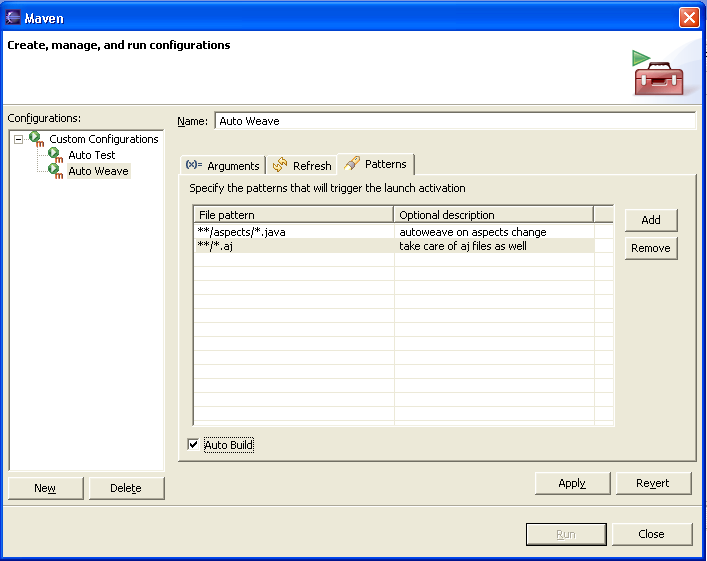 Maven
Create, manage, and run configurations
Configurations:
Custom Configurations
Auto Test
Auto Weave
New
Delete
Name: Auto Weave
(x)= Arguments Refresh Patterns
Specify the patterns that will trigger the launch activation
File pattern Optional description
**/aspects/*.java autoweave on aspects change
**/*.aj take care of aj files as well
Add
Remove
Auto Build
Apply Revert
Run Close